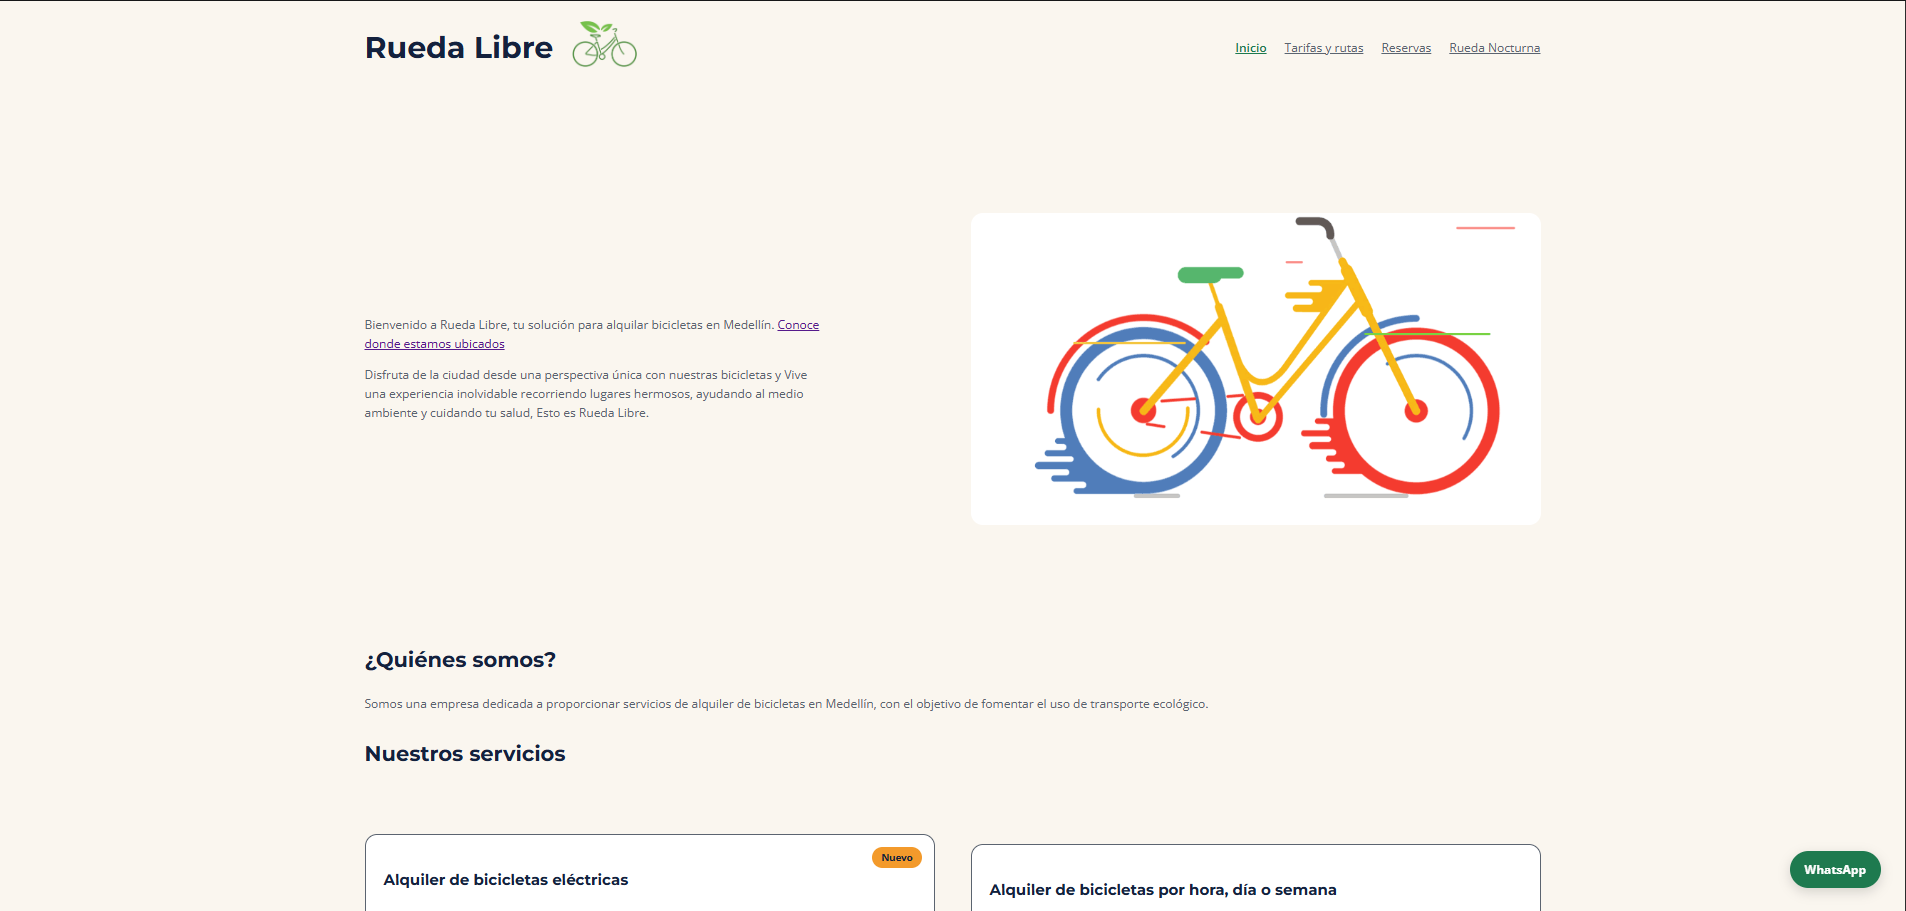 Rueda Libre
Inicio
Tarifas y rutas
Reservas
Rueda Nocturna
Bienvenido a Rueda Libre, tu solución para alquilar bicicletas en Medellín. Conoce
donde estamos ubicados
Disfruta de la ciudad desde una perspectiva única con nuestras bicicletas y Vive
una experiencia inolvidable recorriendo lugares hermosos, ayudando al medio
ambiente y cuidando tu salud, Esto es Rueda Libre.
¿Quiénes somos?
Somos una empresa dedicada a proporcionar servicios de alquiler de bicicletas en Medellín, con el objetivo de fomentar el uso de transporte ecológico.
Nuestros servicios
Nuevo
Alquiler de bicicletas eléctricas
Alquiler de bicicletas por hora, día o semana
WhatsApp